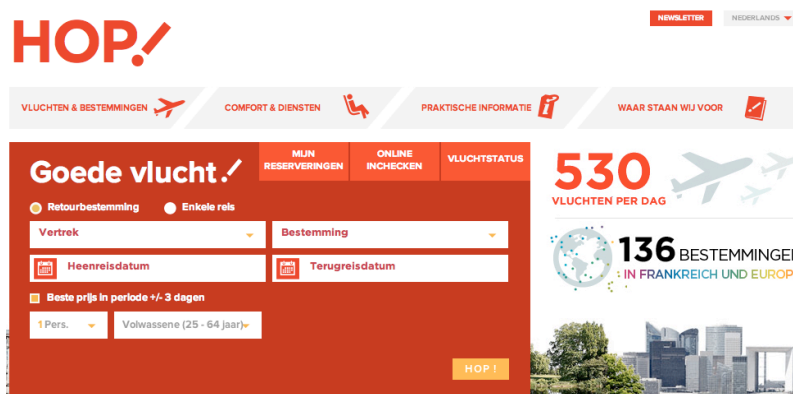 HOP!
NEWSLETTER
NEDERLANDS
VLUCHTEN & BESTEMMINGEN
COMFORT & DIENSTEN
PRAKTISCHE INFORMATIE
WAAR STAAN WIJ VOOR
Goede vlucht!
MIJN RESERVERINGEN
ONLINE INCHECKEN
VLUCHTSTATUS
Retourbestemming
Enkele reis
Vertrek
Bestemming
Heenreisdatum
Terugreisdatum
Beste prijs in periode +/- 3 dagen
1 Pers.
Volwassene (25 - 64 jaar)
HOP !
530
VLUCHTEN PER DAG
136 BESTEMMINGE
IN FRANKREICH UND EUROP